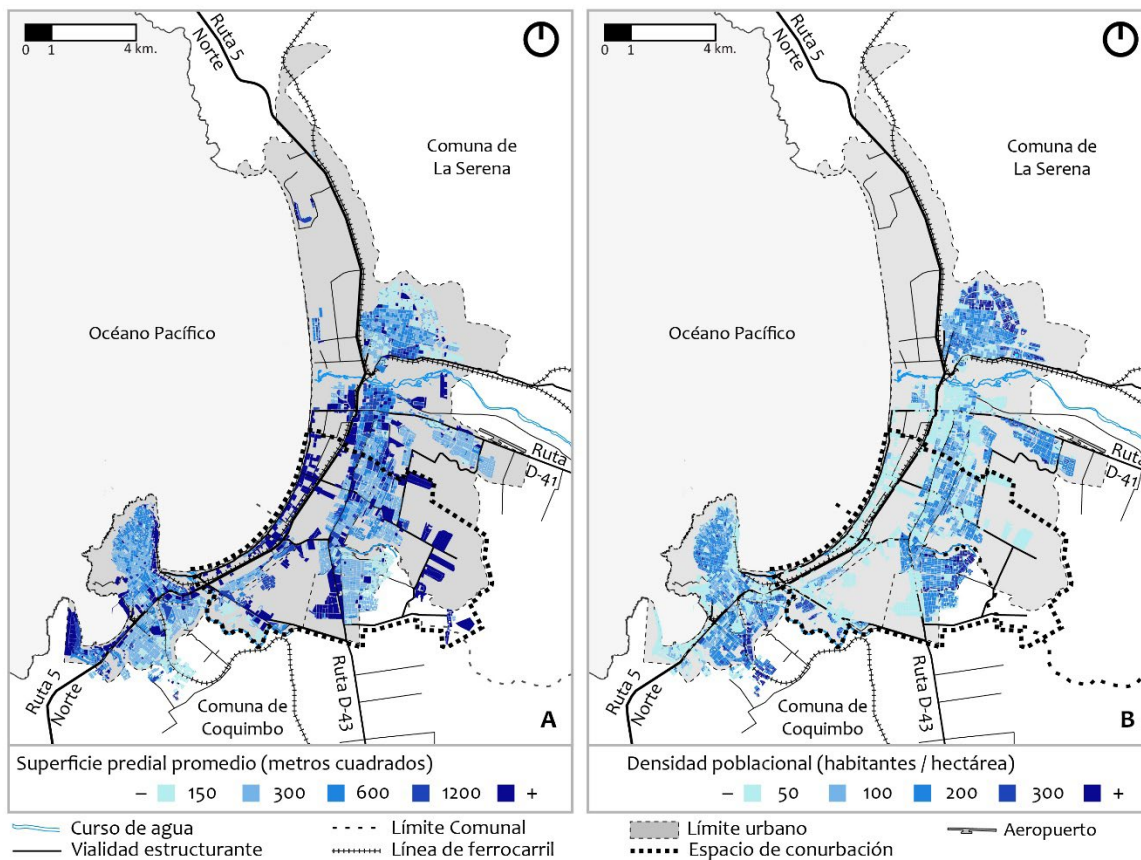 0 1 4 km.
Ruta 5
Norte
Comuna de
La Serena
Océano Pacífico
Ruta
D-41
Ruta 5
Norte
Comuna de
Coquimbo
Ruta D-43
A
Superficie predial promedio (metros cuadrados)
– 150 300 600 1200 +
0 1 4 km.
Ruta 5
Norte
Comuna de
La Serena
Océano Pacífico
Ruta
D-41
Ruta 5
Norte
Comuna de
Coquimbo
Ruta D-43
B
Densidad poblacional (habitantes / hectárea)
– 50 100 200 300 +
Curso de agua
Límite Comunal
Límite urbano
Aeropuerto
Vialidad estructurante
Línea de ferrocarril
Espacio de conurbación